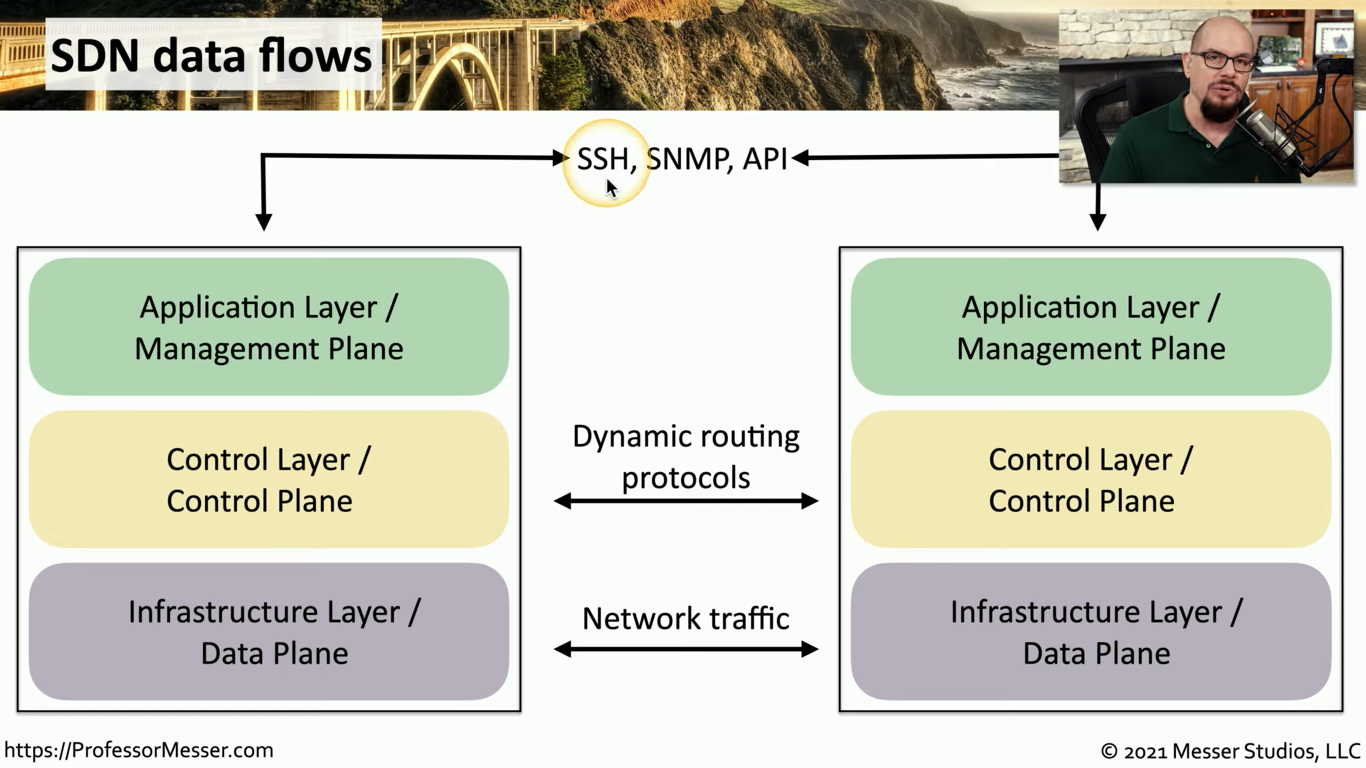 SDN data flows
SSH, SNMP, API
Application Layer /
Management Plane
Application Layer /
Management Plane
Dynamic routing
protocols
Control Layer /
Control Plane
Control Layer /
Control Plane
Network traffic
Infrastructure Layer /
Data Plane
Infrastructure Layer /
Data Plane
https://ProfessorMesser.com
© 2021 Messer Studios, LLC